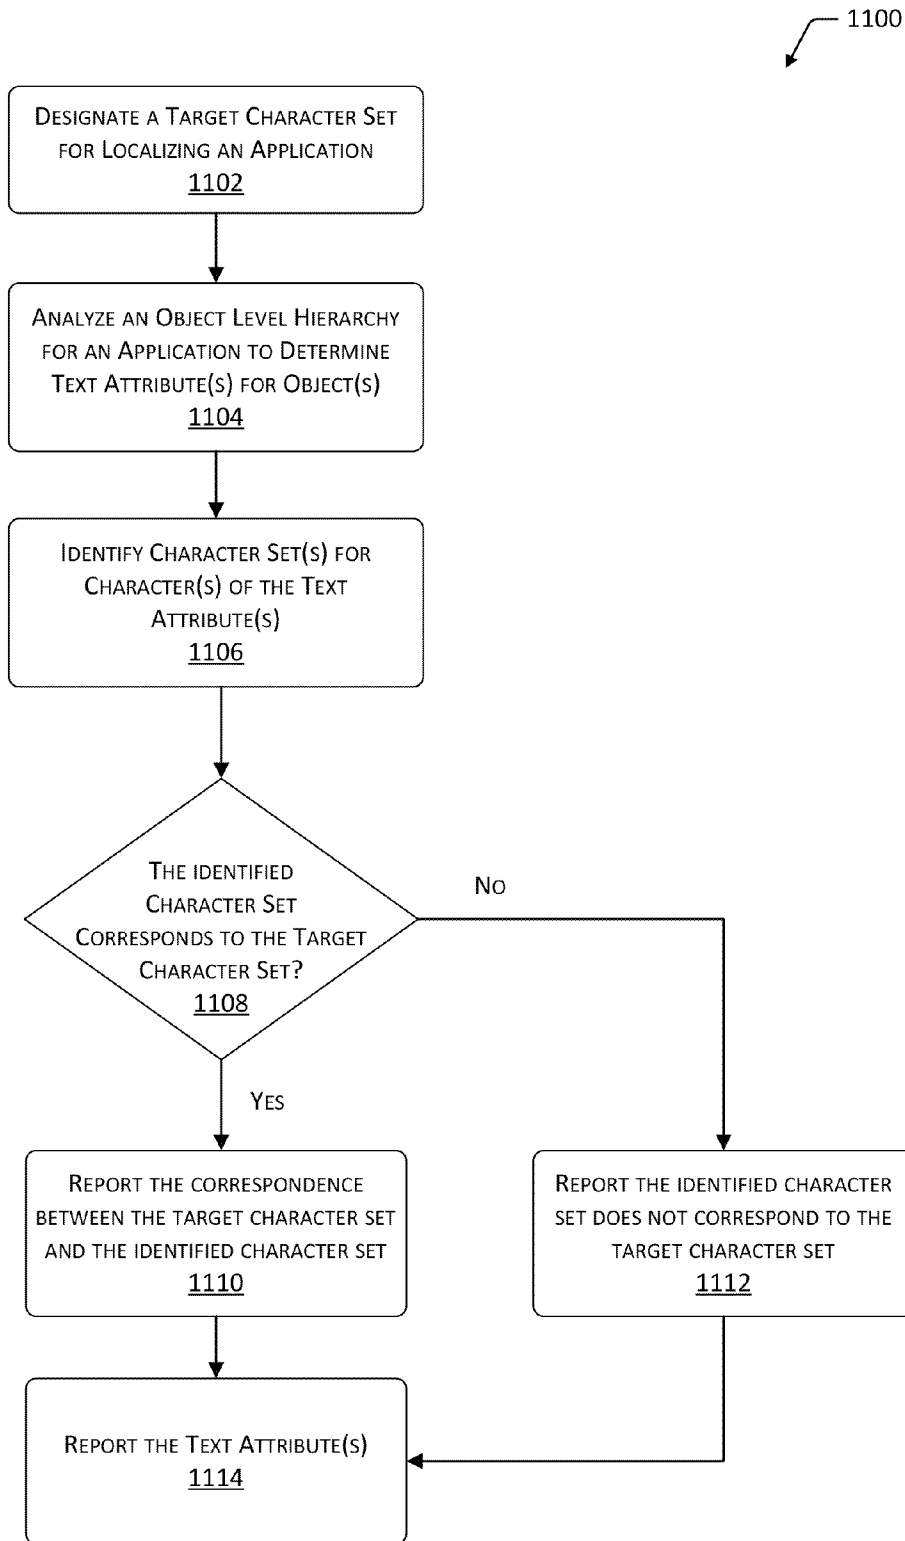 1100
Designate a Target Character Set
for Localizing an Application
1102
Analyze an Object Level Hierarchy
for an Application to Determine
Text Attribute(s) for Object(s)
1104
Identify Character Set(s) for
Character(s) of the Text
Attribute(s)
1106
The identified
Character Set
Corresponds to the Target
Character Set?
1108
No
Yes
Report the correspondence
between the target character set
and the identified character set
1110
Report the identified character
set does not correspond to the
target character set
1112
Report the Text Attribute(s)
1114